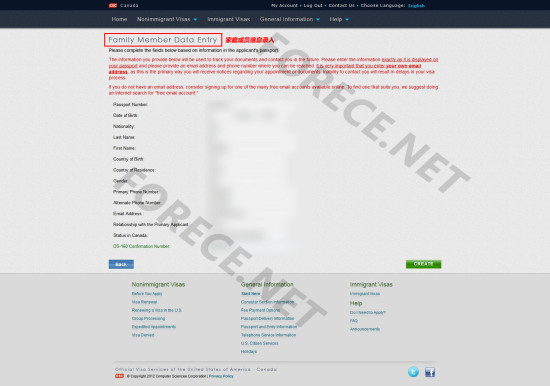 CSC Canada My Account • Log Out • Contact Us • Choose Language: English
Home Nonimmigrant Visas Immigrant Visas General Information Help
Family Member Data Entry 家庭成员信息录入
Please complete the fields below based on information in the applicant's passport.
The information you provide below will be used to track your documents and contact you in the future. Please enter the information exactly as it is displayed on
your passport and please provide an email address and phone number where you can be reached. It is very important that you enter your own email
address, as this is the primary way you will receive notices regarding your appointment or documents. Inability to contact you will result in delays in your visa
process.
If you do not have an email address, consider signing up for one of the many free email accounts available online. To find one that suits you, we suggest doing
an internet search for "free email account."
Passport Number:
Date of Birth
Nationality:
Last Name:
First Name:
Country of Birth:
Country of Residence:
Gender:
Primary Phone Number:
Alternate Phone Number:
Email Address:
Relationship with the Primary Applicant:
Status in Canada:
DS-160 Confirmation Number:
Back CREATE
Nonimmigrant Visas General Information Immigrant Visas
Before You Apply Start Here Immigrant Visas
Visa Renewal Consular Section Information
Renewing a Visa in the U.S. Fee Payment Options Help
Group Processing Passport Delivery Information Do I Need to Apply?
Expedited Appointments Passport and Entry Information FAQ
Visa Denied Telephone Service Information Announcements
U.S. Citizen Services
Holidays
Official Visa Services of the United States of America - Canada
CSC © Copyright 2012 Computer Sciences Corporation | Privacy Policy
FORECE.NET
FORECE.NET
FORECE.NET